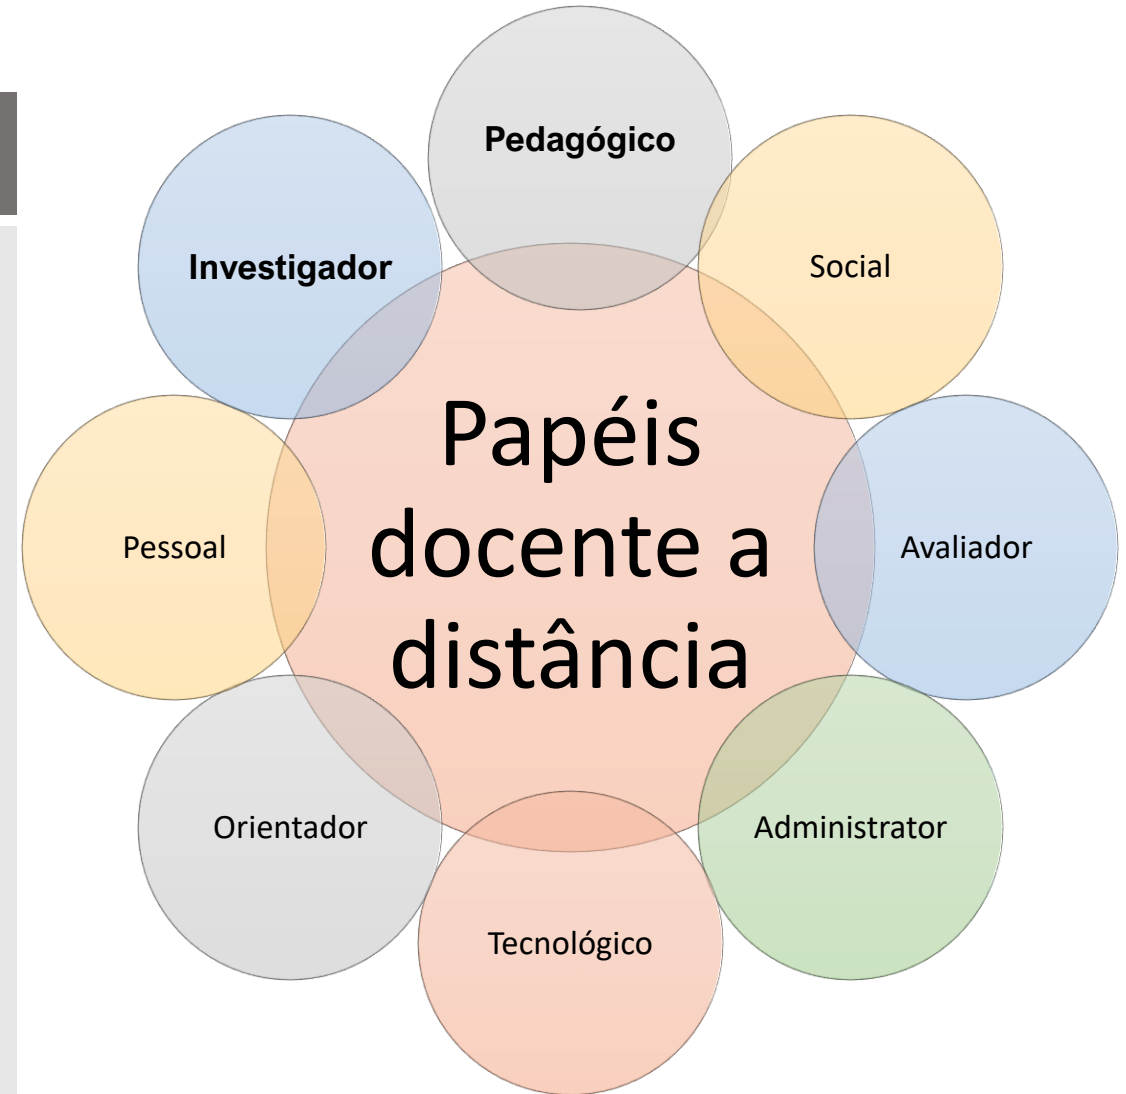 Pedagógico
Social
Investigador
Papéis
docente a
distância
Pessoal
Avaliador
Orientador
Administrator
Tecnológico